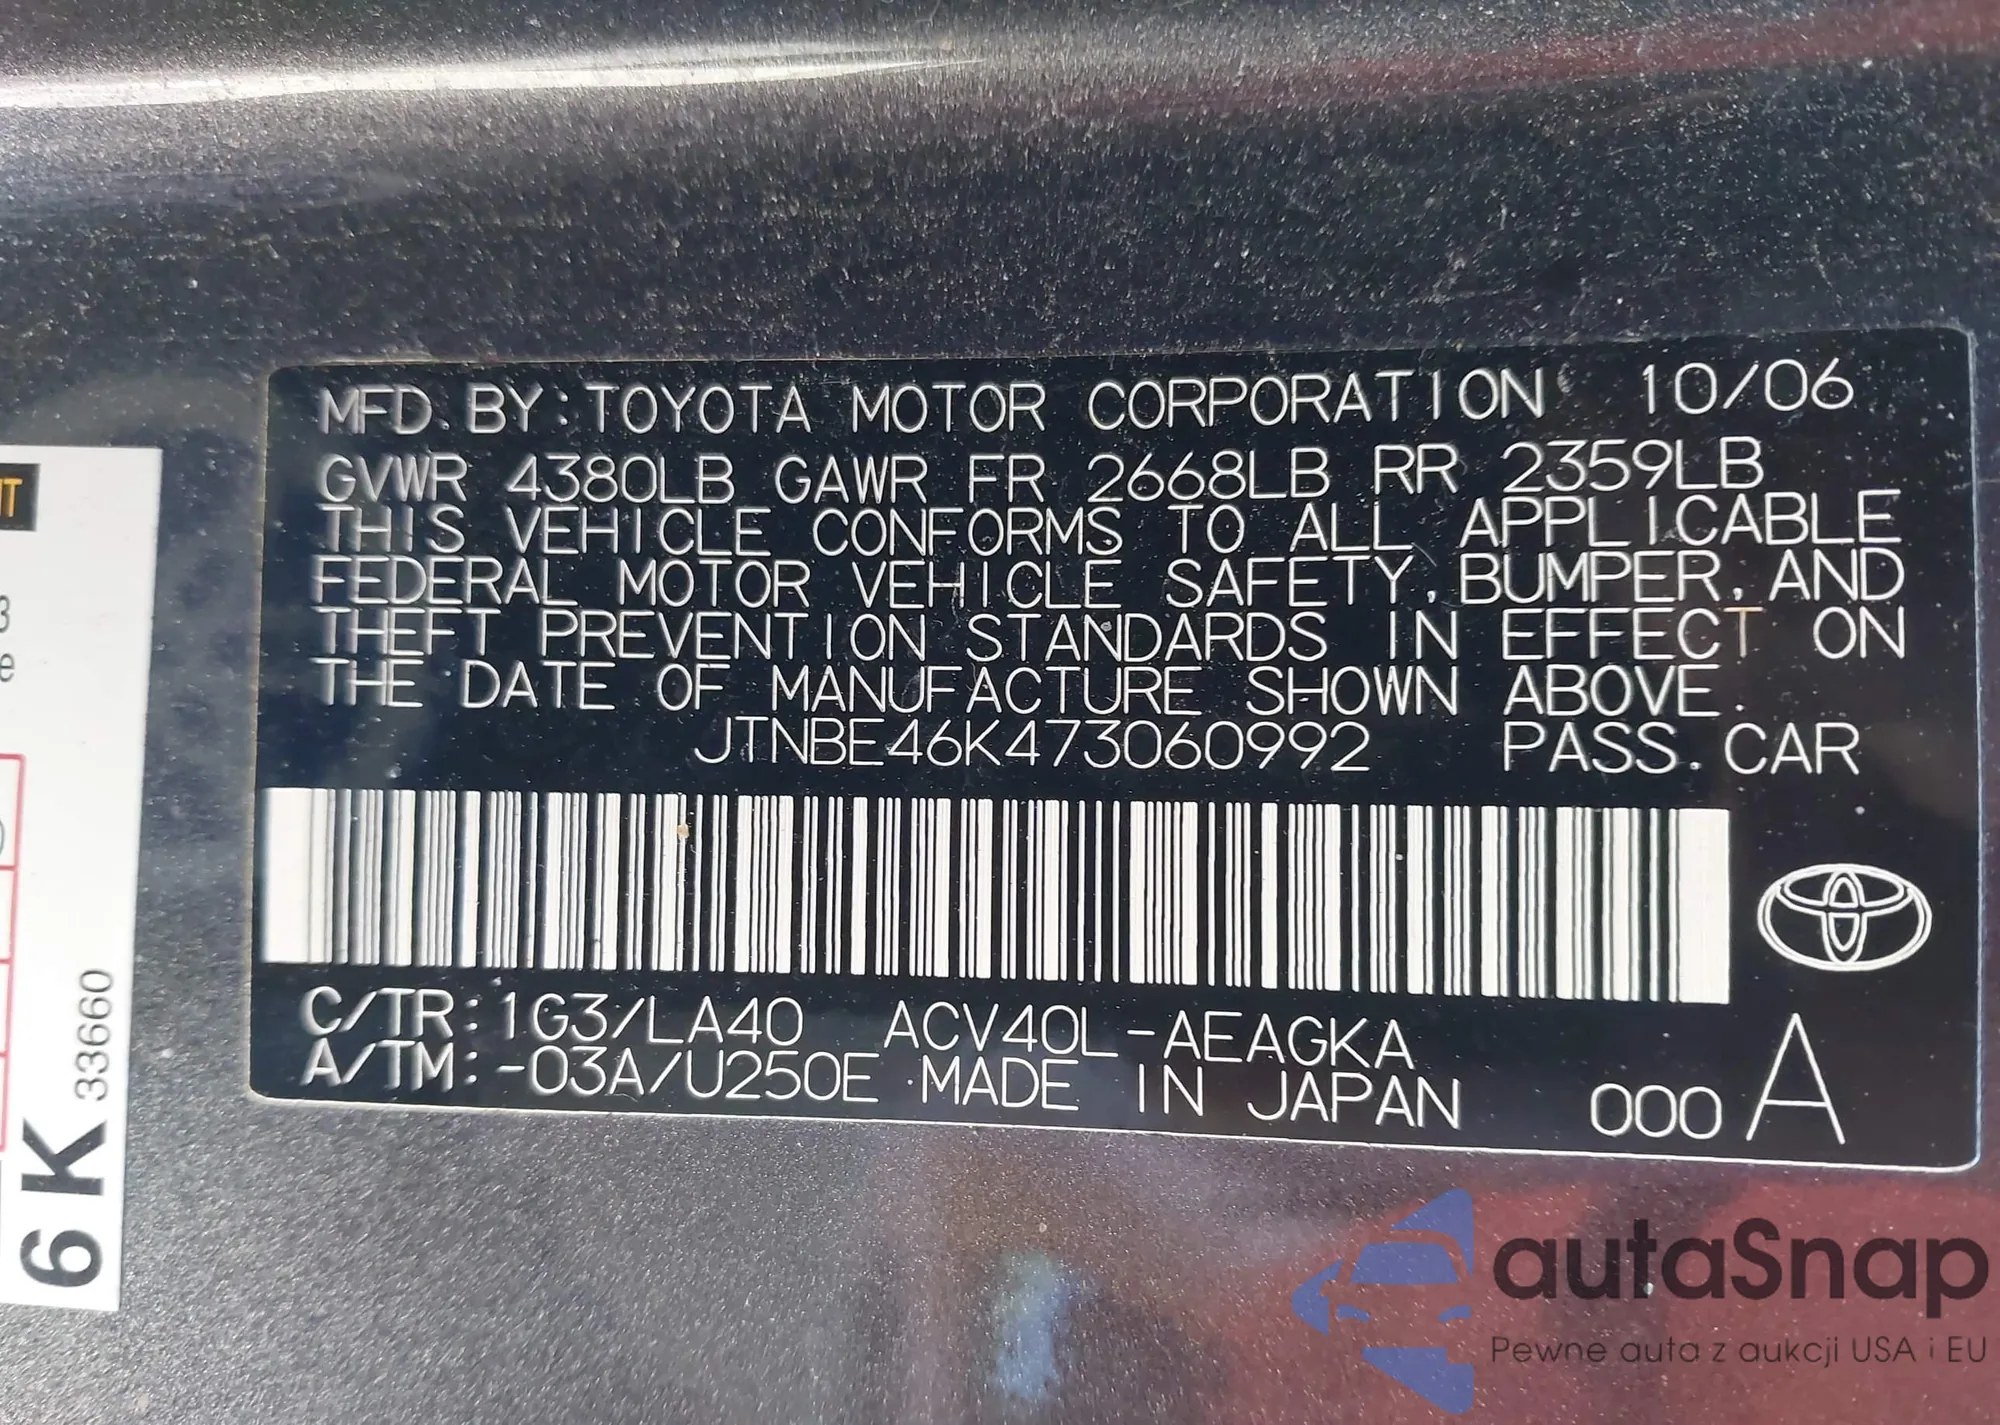 MFD. BY: TOYOTA MOTOR CORPORATION 10/06
GVWR 4380LB GAWR FR 2668LB RR 2359LB
THIS VEHICLE CONFORMS TO ALL APPLICABLE
FEDERAL MOTOR VEHICLE SAFETY, BUMPER, AND
THEFT PREVENTION STANDARDS IN EFFECT ON
THE DATE OF MANUFACTURE SHOWN ABOVE.
JTNBE46K473060992 PASS. CAR
C/TR: 1G3/LA40 ACV40L-AEAGKA
A/TM: -03A/U250E MADE IN JAPAN 000 A
6 K 33660
3
e
autaSnap
Pewne auta z aukcji USA i EU